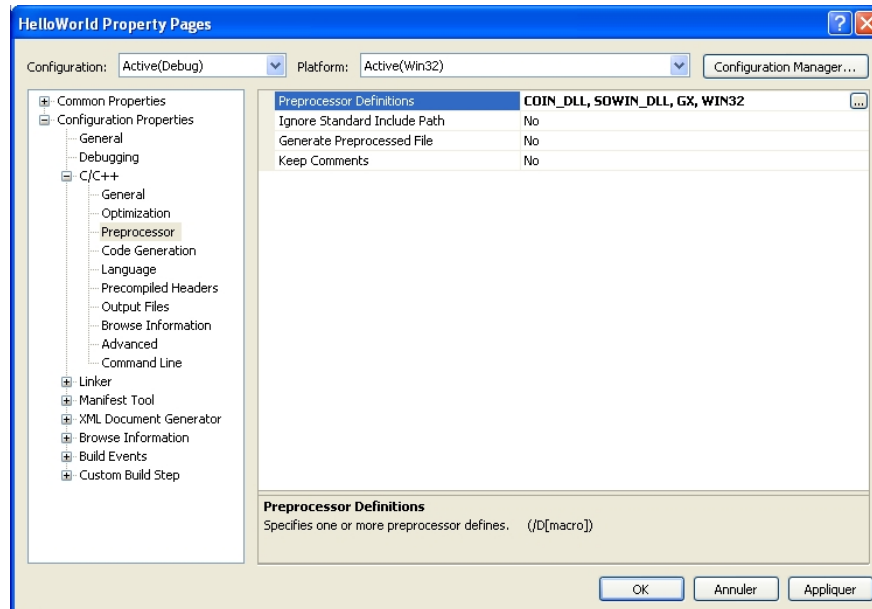 HelloWorld Property Pages
Configuration: Active(Debug) Platform: Active(Win32) Configuration Manager...
Common Properties
Configuration Properties
General
Debugging
C/C++
General
Optimization
Preprocessor
Code Generation
Language
Precompiled Headers
Output Files
Browse Information
Advanced
Command Line
Linker
Manifest Tool
XML Document Generator
Browse Information
Build Events
Custom Build Step
Preprocessor Definitions COIN_DLL, SOWIN_DLL, GX, WIN32 ...
Ignore Standard Include Path No
Generate Preprocessed File No
Keep Comments No
Preprocessor Definitions
Specifies one or more preprocessor defines. (/D[macro])
OK Annuler Appliquer